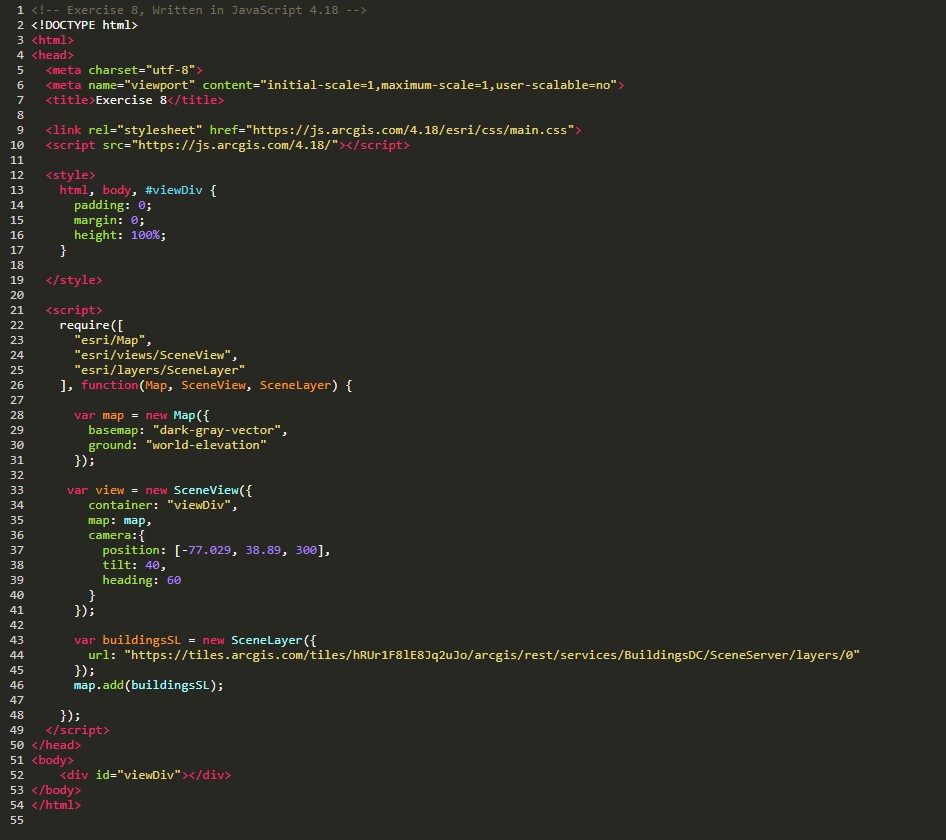 1 <!-- Exercise 8, Written in JavaScript 4.18 -->
2 <!DOCTYPE html>
3 <html>
4 <head>
5   <meta charset="utf-8">
6   <meta name="viewport" content="initial-scale=1,maximum-scale=1,user-scalable=no">
7   <title>Exercise 8</title>
8
9   <link rel="stylesheet" href="https://js.arcgis.com/4.18/esri/css/main.css">
10   <script src="https://js.arcgis.com/4.18/"></script>
11
12   <style>
13     html, body, #viewDiv {
14       padding: 0;
15       margin: 0;
16       height: 100%;
17     }
18
19   </style>
20
21   <script>
22     require([
23       "esri/Map",
24       "esri/views/SceneView",
25       "esri/layers/SceneLayer"
26     ], function(Map, SceneView, SceneLayer) {
27
28       var map = new Map({
29         basemap: "dark-gray-vector",
30         ground: "world-elevation"
31       });
32
33      var view = new SceneView({
34         container: "viewDiv",
35         map: map,
36         camera:{
37           position: [-77.029, 38.89, 300],
38           tilt: 40,
39           heading: 60
40         }
41       });
42
43       var buildingsSL = new SceneLayer({
44         url: "https://tiles.arcgis.com/tiles/hRUr1F8lE8Jq2uJo/arcgis/rest/services/BuildingsDC/SceneServer/layers/0"
45       });
46       map.add(buildingsSL);
47
48     });
49   </script>
50 </head>
51 <body>
52     <div id="viewDiv"></div>
53 </body>
54 </html>
55